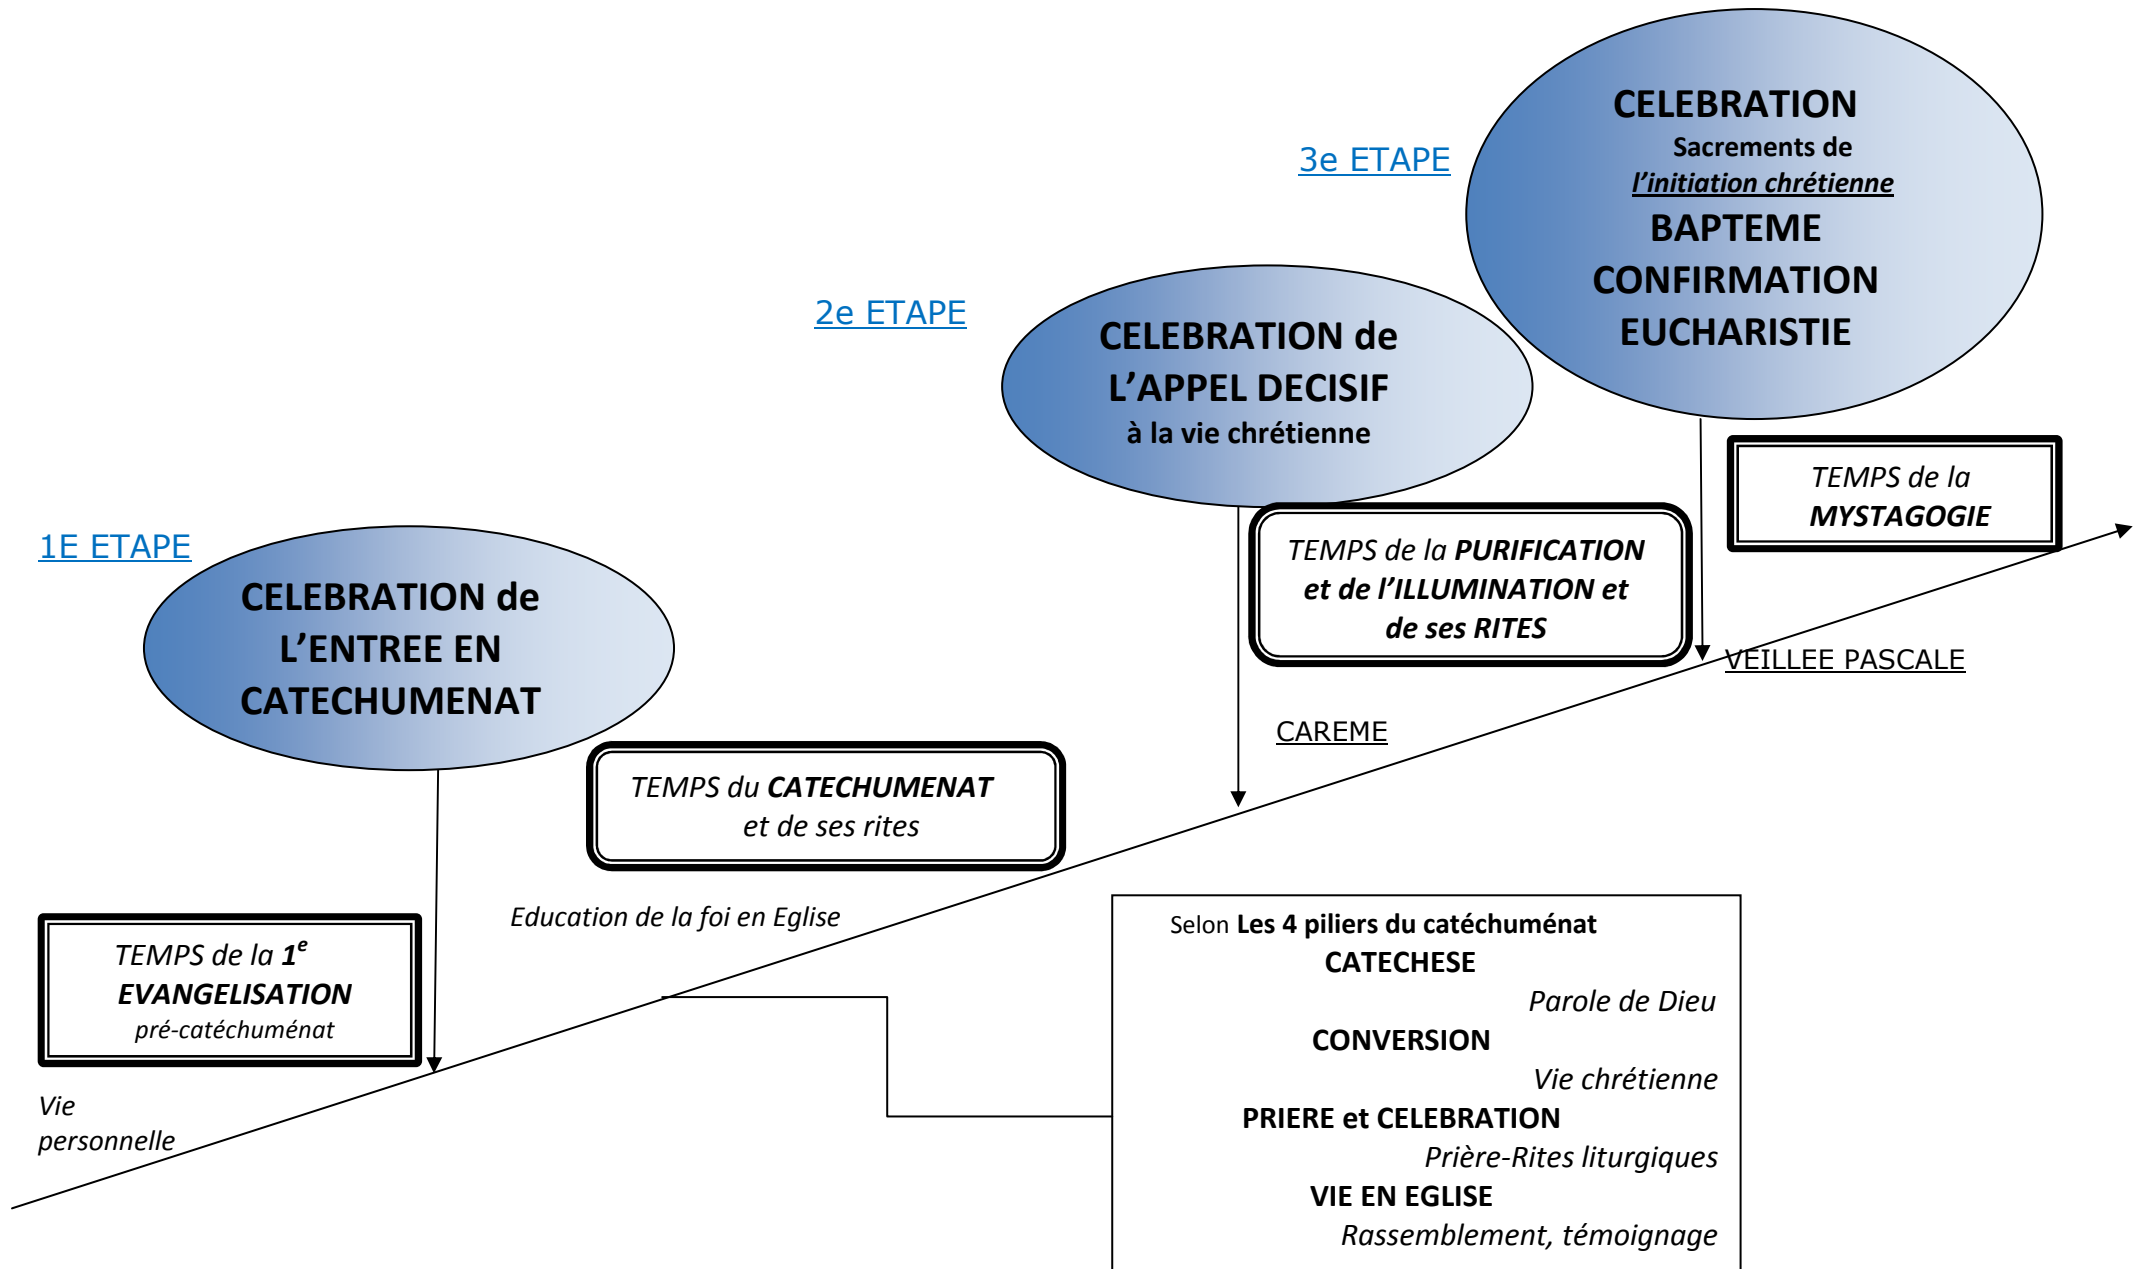 CELEBRATION
Sacrements de
l’initiation chrétienne
BAPTEME
CONFIRMATION
EUCHARISTIE
3e ETAPE
2e ETAPE
CELEBRATION de
L’APPEL DECISIF
à la vie chrétienne
TEMPS de la
MYSTAGOGIE
1E ETAPE
CELEBRATION de
L’ENTREE EN
CATECHUMENAT
TEMPS de la PURIFICATION
et de l’ILLUMINATION et
de ses RITES
VEILLEE PASCALE
CAREME
TEMPS du CATECHUMENAT
et de ses rites
Education de la foi en Eglise
TEMPS de la 1e
EVANGELISATION
pré-catéchuménat
Vie
personnelle
Selon Les 4 piliers du catéchuménat
CATECHESE
Parole de Dieu
CONVERSION
Vie chrétienne
PRIERE et CELEBRATION
Prière-Rites liturgiques
VIE EN EGLISE
Rassemblement, témoignage